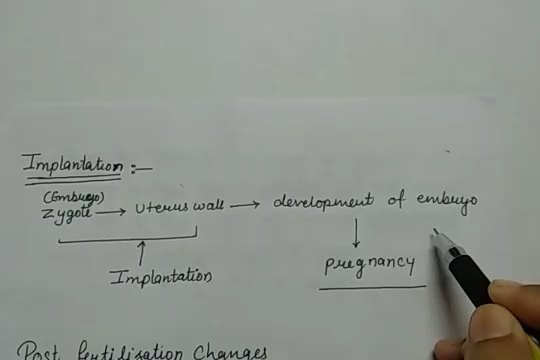 Implantation :-
(Embryo)
Zygote → Uterus wall → development of embryo
Implantation
pregnancy
Post fertilisation changes